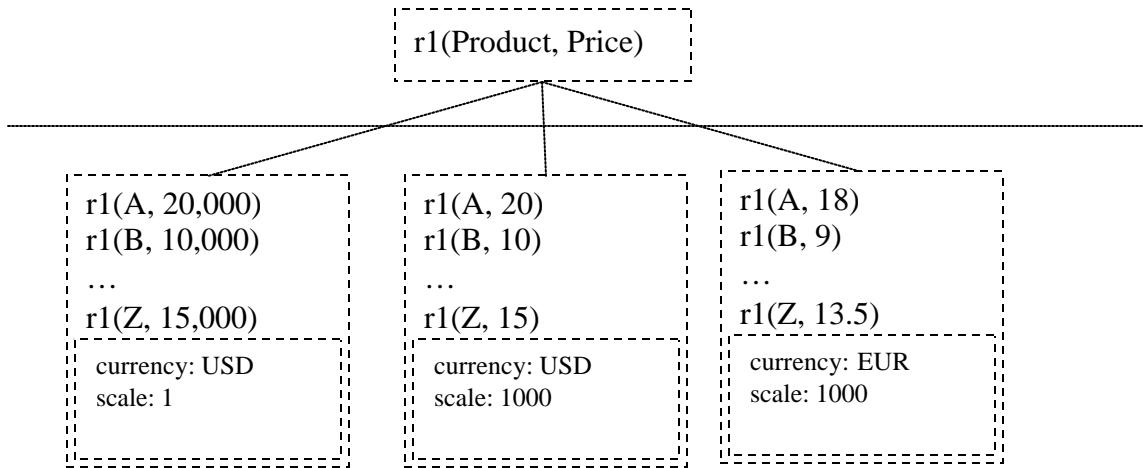 r1(Product, Price)
r1(A, 20,000)
r1(B, 10,000)
…
r1(Z, 15,000)
currency: USD
scale: 1
r1(A, 20)
r1(B, 10)
…
r1(Z, 15)
currency: USD
scale: 1000
r1(A, 18)
r1(B, 9)
…
r1(Z, 13.5)
currency: EUR
scale: 1000